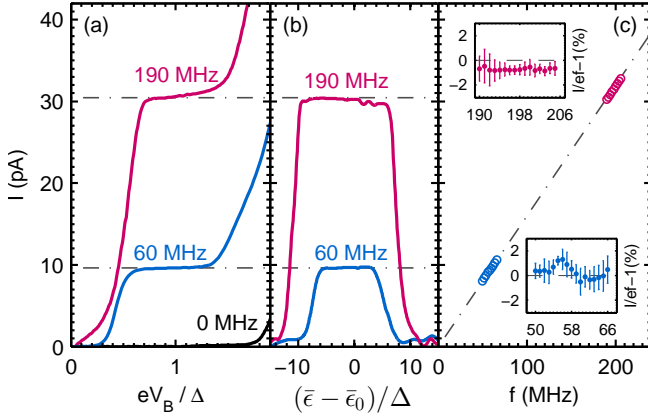 (a)
(b)
(c)
I (pA)
40
30
20
10
0
190 MHz
60 MHz
0 MHz
0
1
eV_B / Δ
190 MHz
60 MHz
−10
0
10
(ε̄ − ε̄₀)/Δ
2
0
−2
190
198
206
I/ef−1(%)
2
0
−2
50
58
66
I/ef−1(%)
0
100
200
f (MHz)